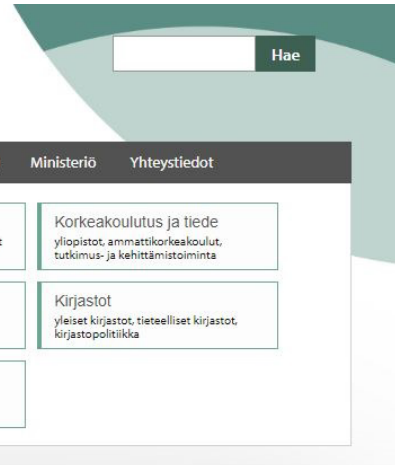 Hae
Ministeriö Yhteystiedot
Korkeakoulutus ja tiede
yliopistot, ammattikorkeakoulut,
tutkimus- ja kehittämistoiminta
Kirjastot
yleiset kirjastot, tieteelliset kirjastot,
kirjastopolitiikka